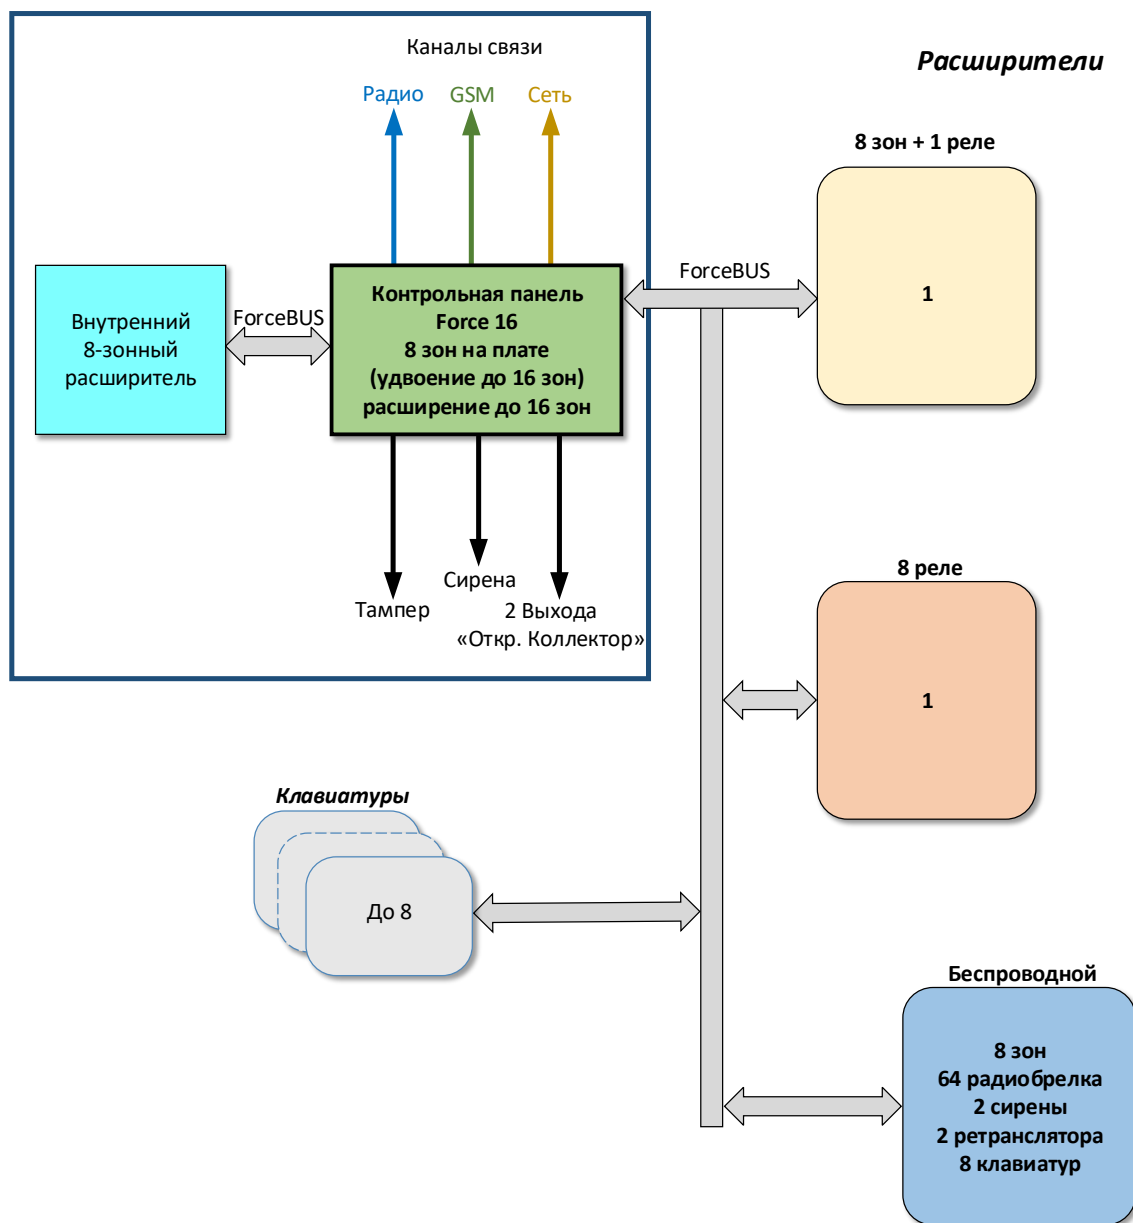 Каналы связи
Радио
GSM
Сеть
Расширители
8 зон + 1 реле
1
ForceBUS
Внутренний
8-зонный
расширитель
ForceBUS
Контрольная панель
Force 16
8 зон на плате
(удвоение до 16 зон)
расширение до 16 зон
Тампер
Сирена
2 Выхода
«Откр. Коллектор»
8 реле
1
Клавиатуры
До 8
Беспроводной
8 зон
64 радиобрелка
2 сирены
2 ретранслятора
8 клавиатур